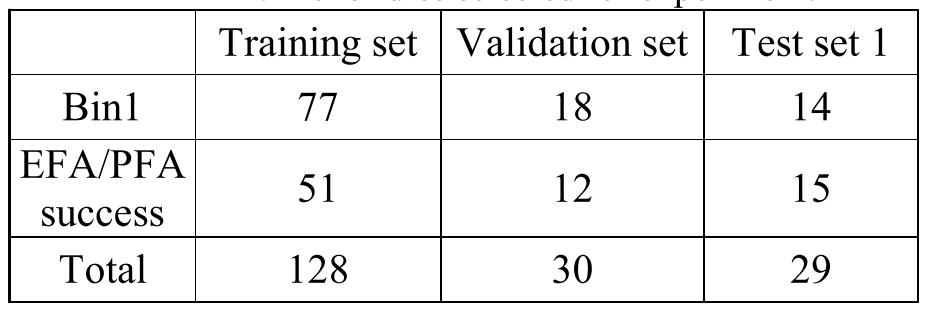 Training set Validation set Test set 1
Bin1 77 18 14
EFA/PFA
success 51 12 15
Total 128 30 29